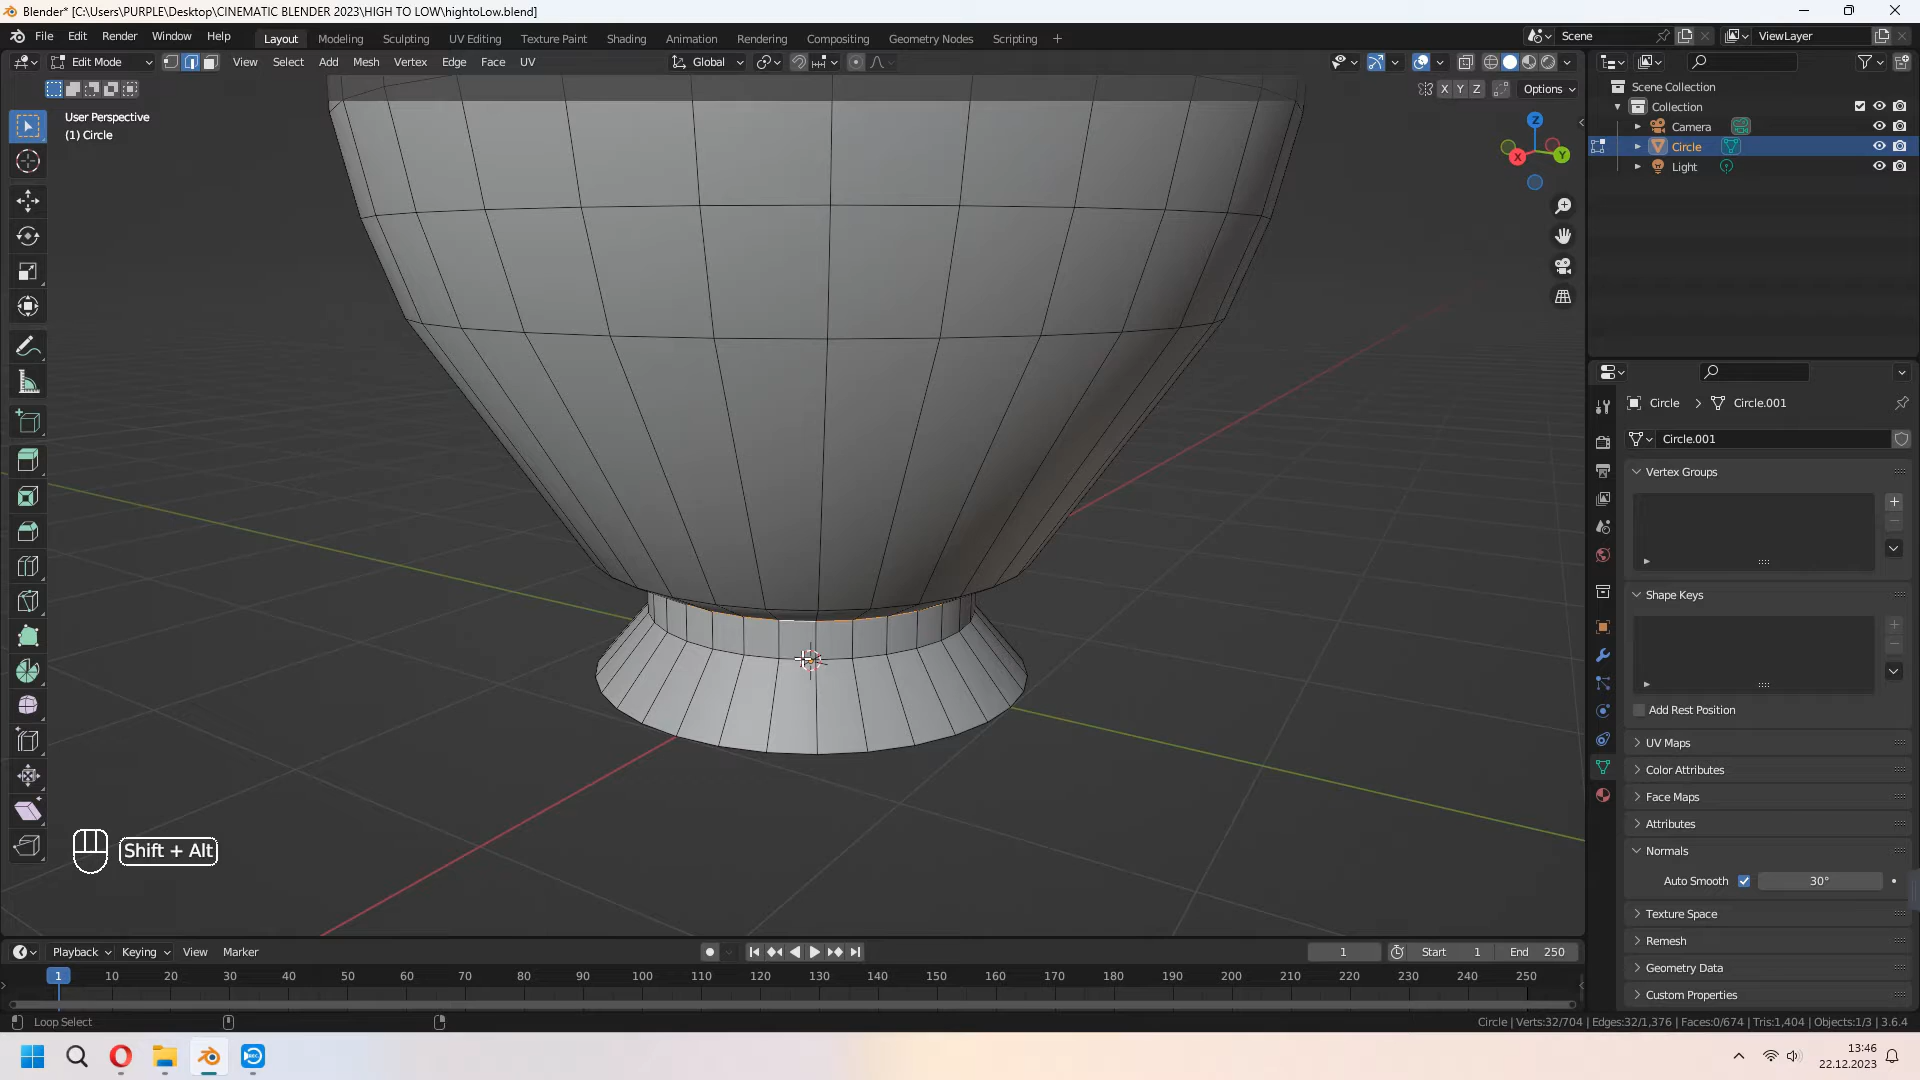 Blender* [C:\Users\PURPLE\Desktop\CINEMATIC BLENDER 2023\HIGH TO LOW\hightoLow.blend]
File Edit Render Window Help Layout Modeling Sculpting UV Editing Texture Paint Shading Animation Rendering Compositing Geometry Nodes Scripting + Scene ViewLayer
Edit Mode View Select Add Mesh Vertex Edge Face UV Global
X Y Z Options
User Perspective
(1) Circle
Z
X
Y
Scene Collection
Collection
Camera
Circle
Light
Circle > Circle.001
Circle.001
Vertex Groups
Shape Keys
Add Rest Position
UV Maps
Color Attributes
Face Maps
Attributes
Normals
Auto Smooth 30°
Texture Space
Remesh
Geometry Data
Custom Properties
Shift + Alt
Playback Keying View Marker 1 Start 1 End 250
1 10 20 30 40 50 60 70 80 90 100 110 120 130 140 150 160 170 180 190 200 210 220 230 240 250
Loop Select
Circle | Verts:32/704 | Edges:32/1,376 | Faces:0/674 | Tris:1,404 | Objects:1/3 | 3.6.4
13:46
22.12.2023